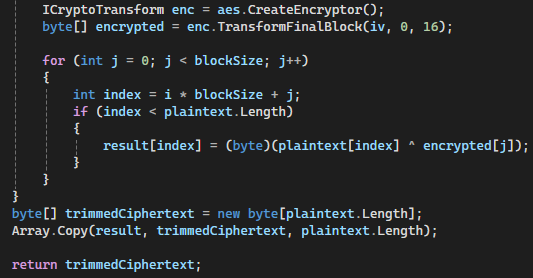 ICryptoTransform enc = aes.CreateEncryptor();
byte[] encrypted = enc.TransformFinalBlock(iv, 0, 16);
for (int j = 0; j < blockSize; j++)
{
int index = i * blockSize + j;
if (index < plaintext.Length)
{
result[index] = (byte)(plaintext[index] ^ encrypted[j]);
}
}
}
byte[] trimmedCiphertext = new byte[plaintext.Length];
Array.Copy(result, trimmedCiphertext, plaintext.Length);
return trimmedCiphertext;